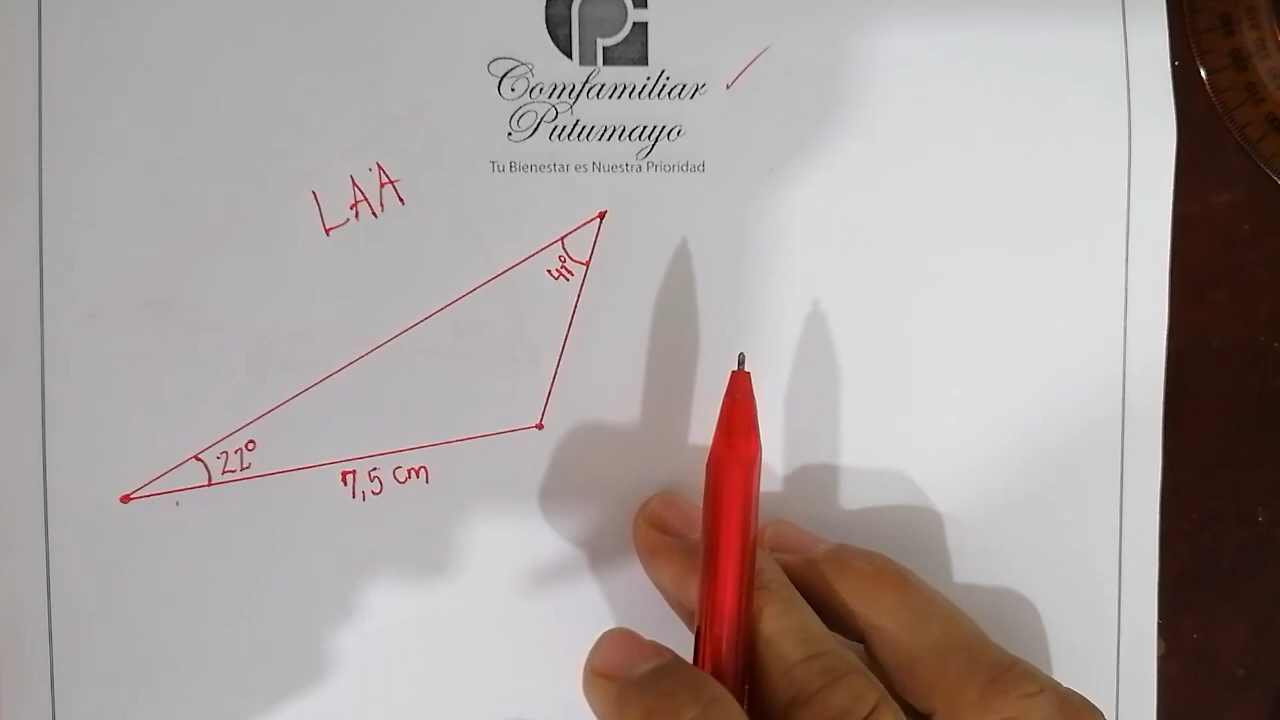 Comfamiliar
Putumayo
Tu Bienestar es Nuestra Prioridad
LAA
41°
22°
7,5 cm